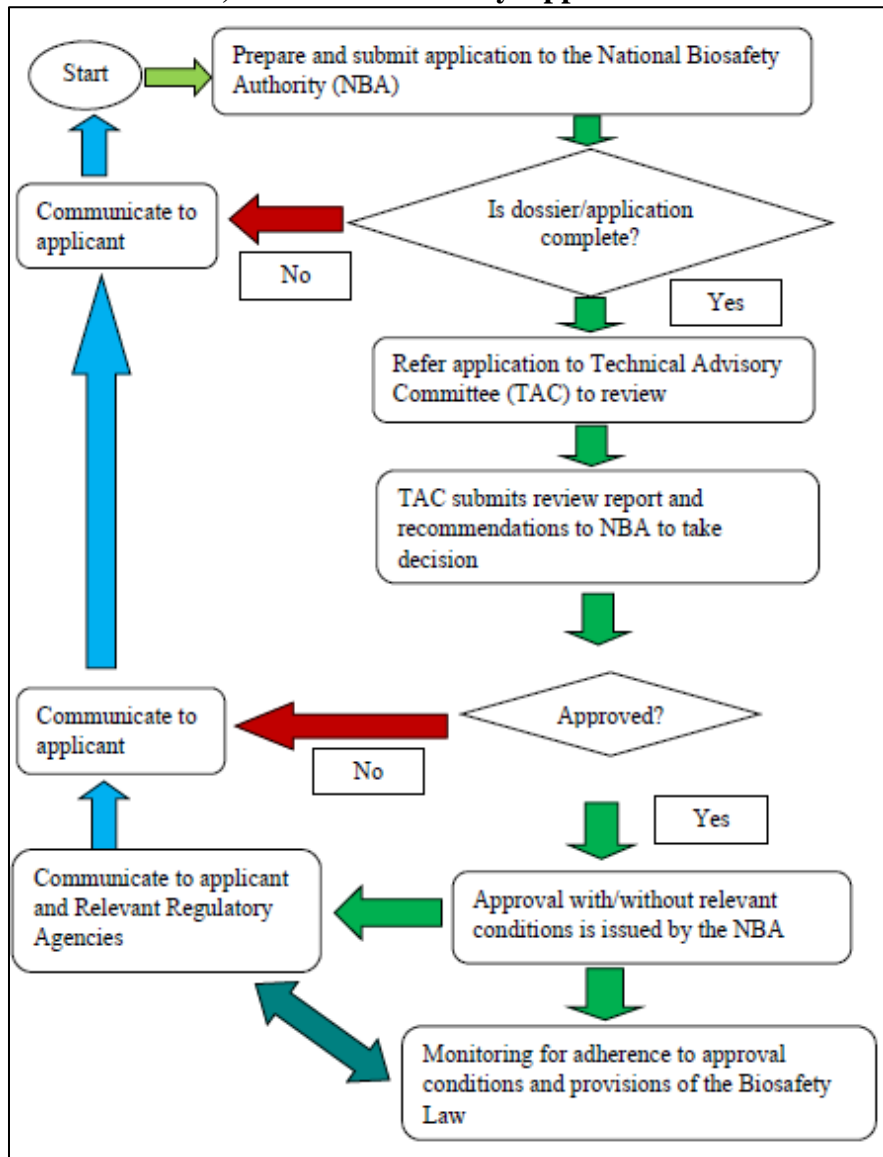 Start
Prepare and submit application to the National Biosafety
Authority (NBA)
Communicate to
applicant
Is dossier/application
complete?
No
Yes
Refer application to Technical Advisory
Committee (TAC) to review
TAC submits review report and
recommendations to NBA to take
decision
Communicate to
applicant
Approved?
No
Yes
Communicate to applicant
and Relevant Regulatory
Agencies
Approval with/without relevant
conditions is issued by the NBA
Monitoring for adherence to approval
conditions and provisions of the Biosafety
Law